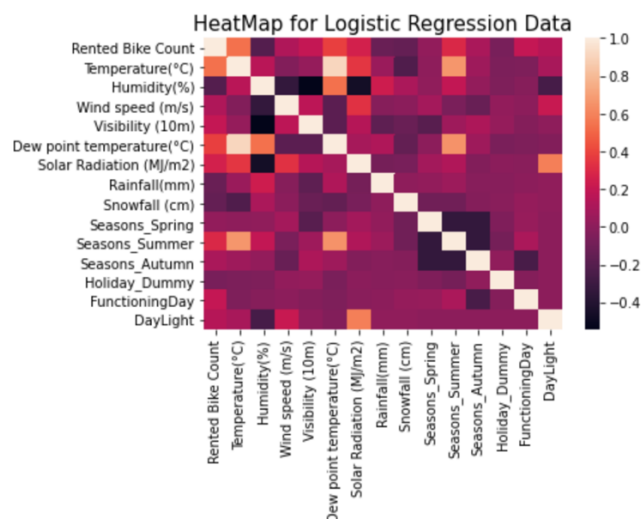 HeatMap for Logistic Regression Data
Rented Bike Count
Temperature(°C)
Humidity(%)
Wind speed (m/s)
Visibility (10m)
Dew point temperature(°C)
Solar Radiation (MJ/m2)
Rainfall(mm)
Snowfall (cm)
Seasons_Spring
Seasons_Summer
Seasons_Autumn
Holiday_Dummy
FunctioningDay
DayLight
Rented Bike Count
Temperature(°C)
Humidity(%)
Wind speed (m/s)
Visibility (10m)
Dew point temperature(°C)
Solar Radiation (MJ/m2)
Rainfall(mm)
Snowfall (cm)
Seasons_Spring
Seasons_Summer
Seasons_Autumn
Holiday_Dummy
FunctioningDay
DayLight
1.0
0.8
0.6
0.4
0.2
0.0
−0.2
−0.4